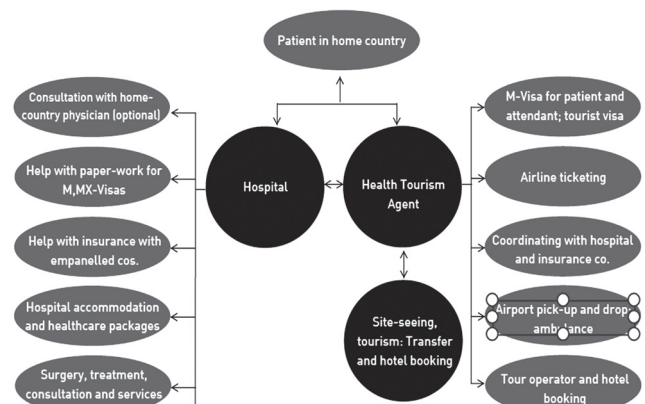 Patient in home country
Consultation with home-
country physician (optional)
Help with paper-work for
M,MX-Visas
Help with insurance with
empanelled cos.
Hospital accommodation
and healthcare packages
Surgery, treatment,
consultation and services
Hospital
Health Tourism
Agent
Site-seeing,
tourism: Transfer
and hotel booking
M-Visa for patient and
attendant; tourist visa
Airline ticketing
Coordinating with hospital
and insurance co.
Airport pick-up and drop-
ambulance
Tour operator and hotel
booking